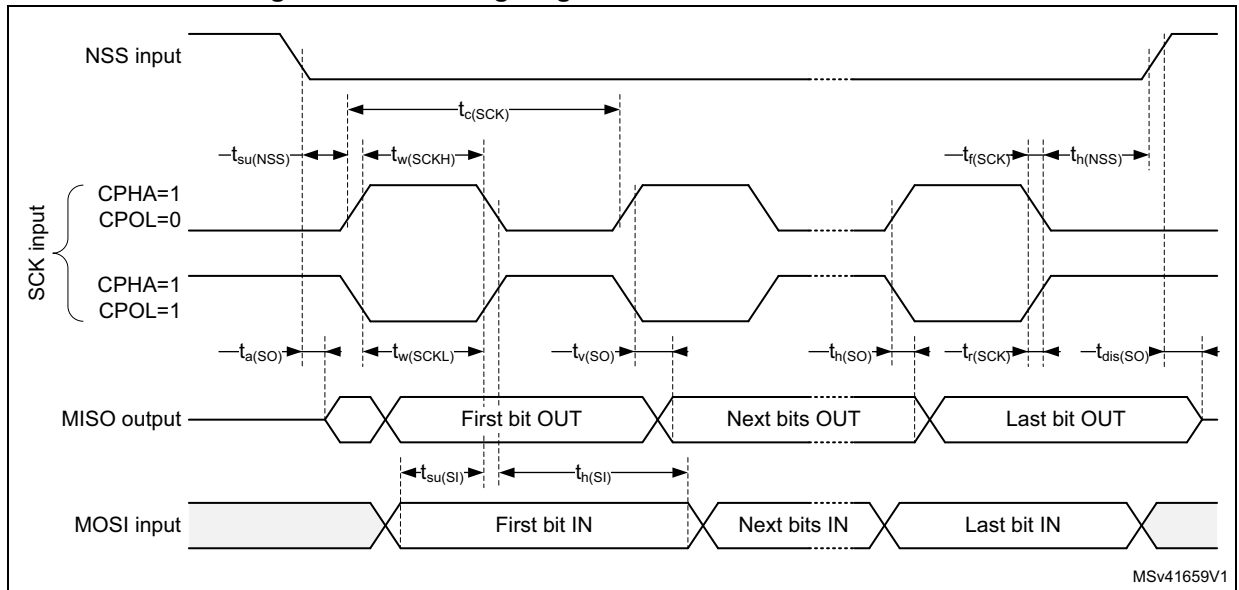 NSS input
tc(SCK)
tsu(NSS)
tw(SCKH)
tf(SCK)
th(NSS)
SCK input
CPHA=1
CPOL=0
CPHA=1
CPOL=1
ta(SO)
tw(SCKL)
tv(SO)
th(SO)
tr(SCK)
tdis(SO)
MISO output
First bit OUT
Next bits OUT
Last bit OUT
tsu(SI)
th(SI)
MOSI input
First bit IN
Next bits IN
Last bit IN
MSv41659V1